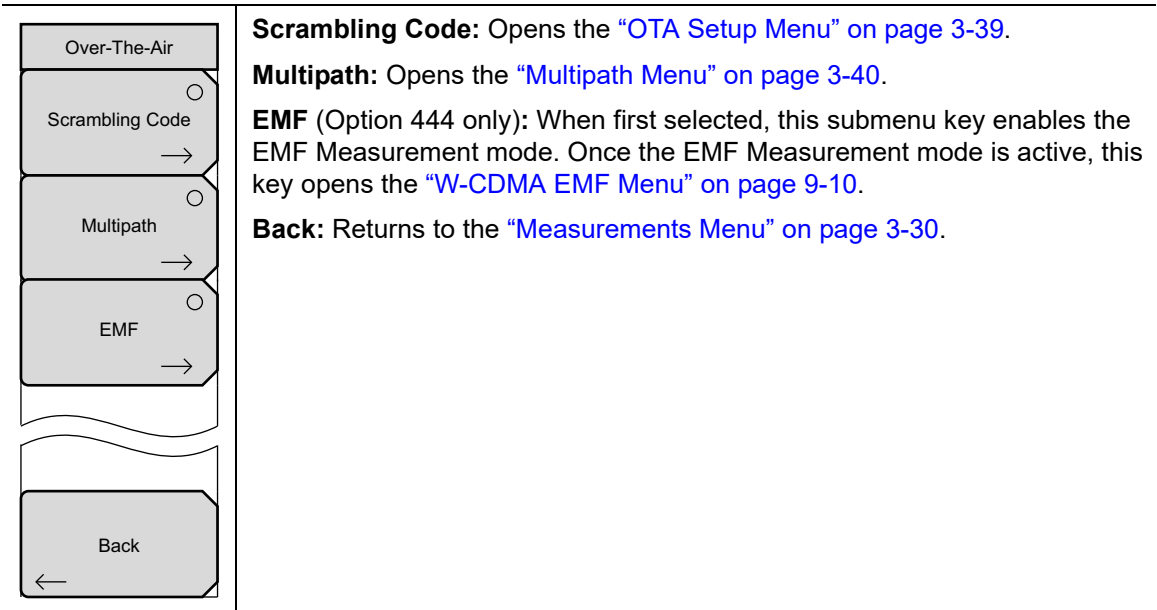 Over-The-Air
Scrambling Code
Multipath
EMF
Back
Scrambling Code: Opens the “OTA Setup Menu” on page 3-39.
Multipath: Opens the “Multipath Menu” on page 3-40.
EMF (Option 444 only): When first selected, this submenu key enables the
EMF Measurement mode. Once the EMF Measurement mode is active, this
key opens the “W-CDMA EMF Menu” on page 9-10.
Back: Returns to the “Measurements Menu” on page 3-30.